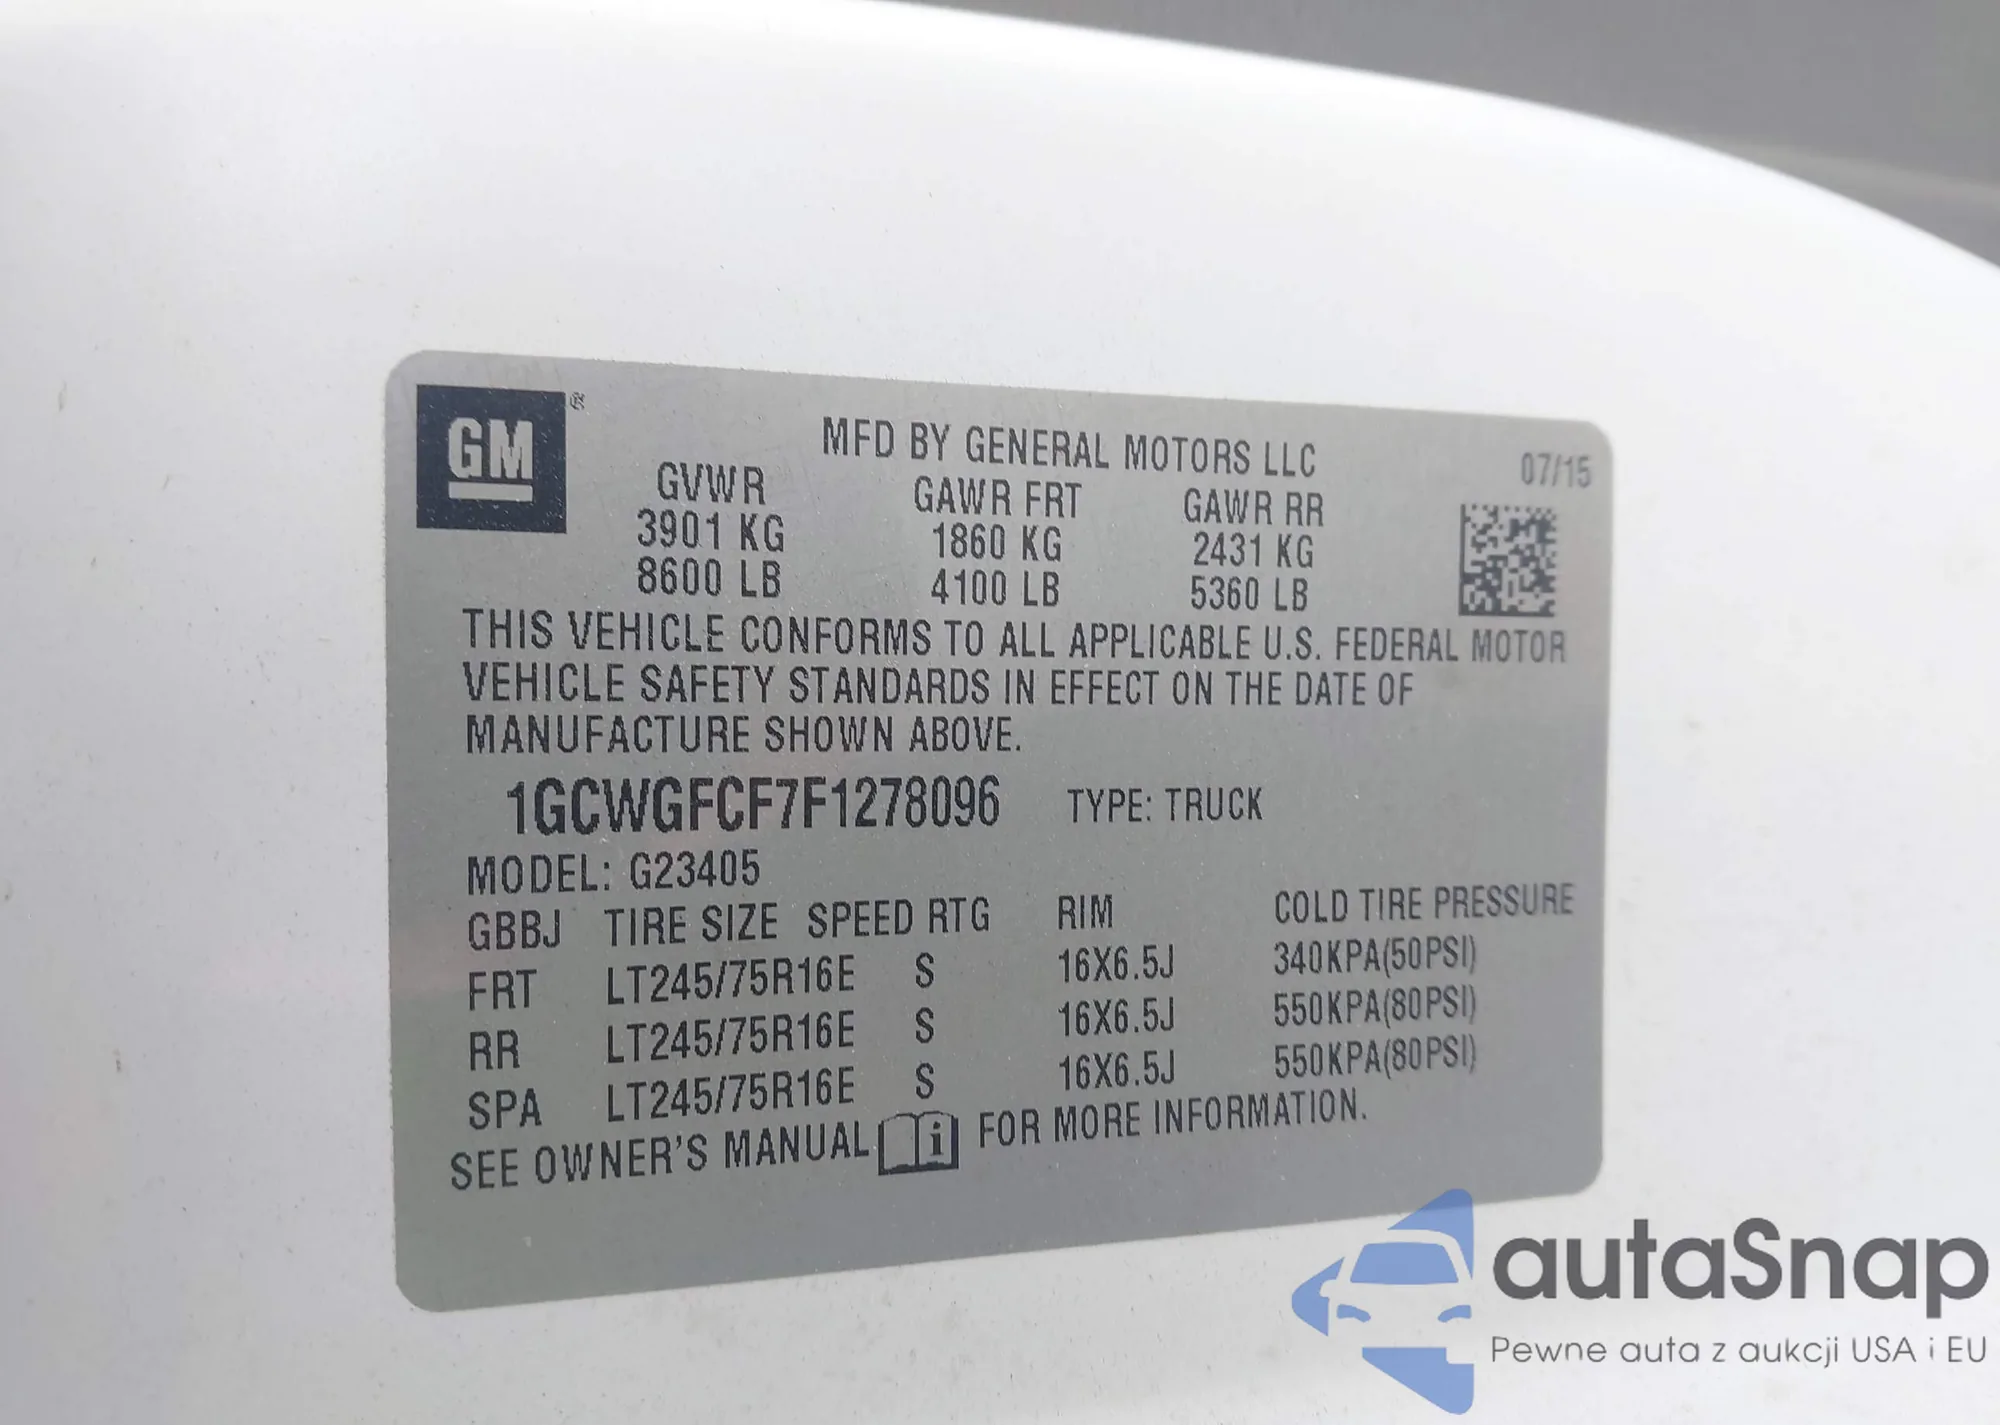 GM ®
MFD BY GENERAL MOTORS LLC
07/15
GVWR GAWR FRT GAWR RR
3901 KG 1860 KG 2431 KG
8600 LB 4100 LB 5360 LB
THIS VEHICLE CONFORMS TO ALL APPLICABLE U.S. FEDERAL MOTOR
VEHICLE SAFETY STANDARDS IN EFFECT ON THE DATE OF
MANUFACTURE SHOWN ABOVE.
1GCWGFCF7F1278096 TYPE: TRUCK
MODEL: G23405
GBBJ TIRE SIZE SPEED RTG RIM COLD TIRE PRESSURE
FRT LT245/75R16E S 16X6.5J 340KPA(50PSI)
RR LT245/75R16E S 16X6.5J 550KPA(80PSI)
SPA LT245/75R16E S 16X6.5J 550KPA(80PSI)
SEE OWNER'S MANUAL i FOR MORE INFORMATION.
autaSnap
Pewne auta z aukcji USA i EU